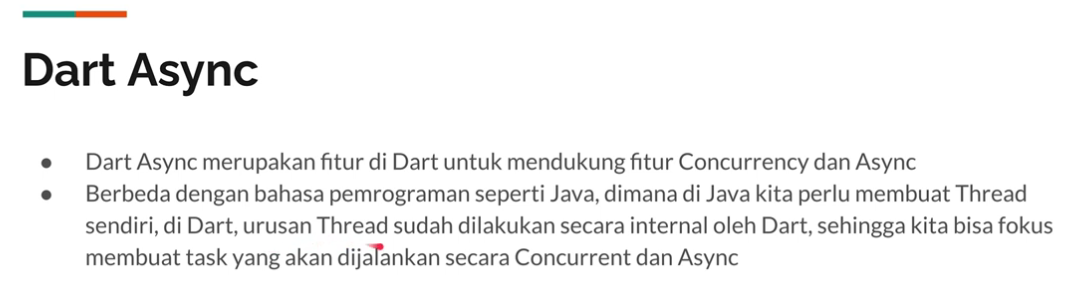 Dart Async
● Dart Async merupakan fitur di Dart untuk mendukung fitur Concurrency dan Async
● Berbeda dengan bahasa pemrograman seperti Java, dimana di Java kita perlu membuat Thread
sendiri, di Dart, urusan Thread sudah dilakukan secara internal oleh Dart, sehingga kita bisa fokus
membuat task yang akan dijalankan secara Concurrent dan Async